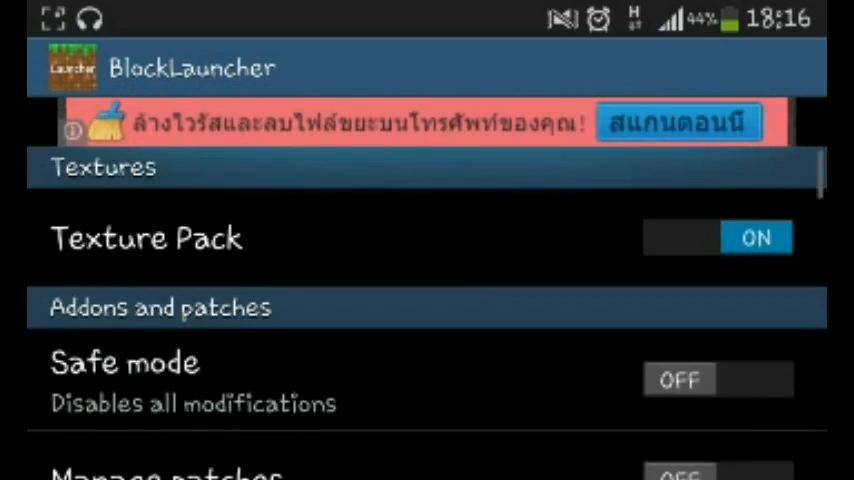 44% 18:16
Launcher BlockLauncher
ล้างไวรัสและลบไฟล์ขยะบนโทรศัพท์ของคุณ! สแกนตอนนี้
Textures
Texture Pack ON
Addons and patches
Safe mode OFF
Disables all modifications
Manage patches OFF